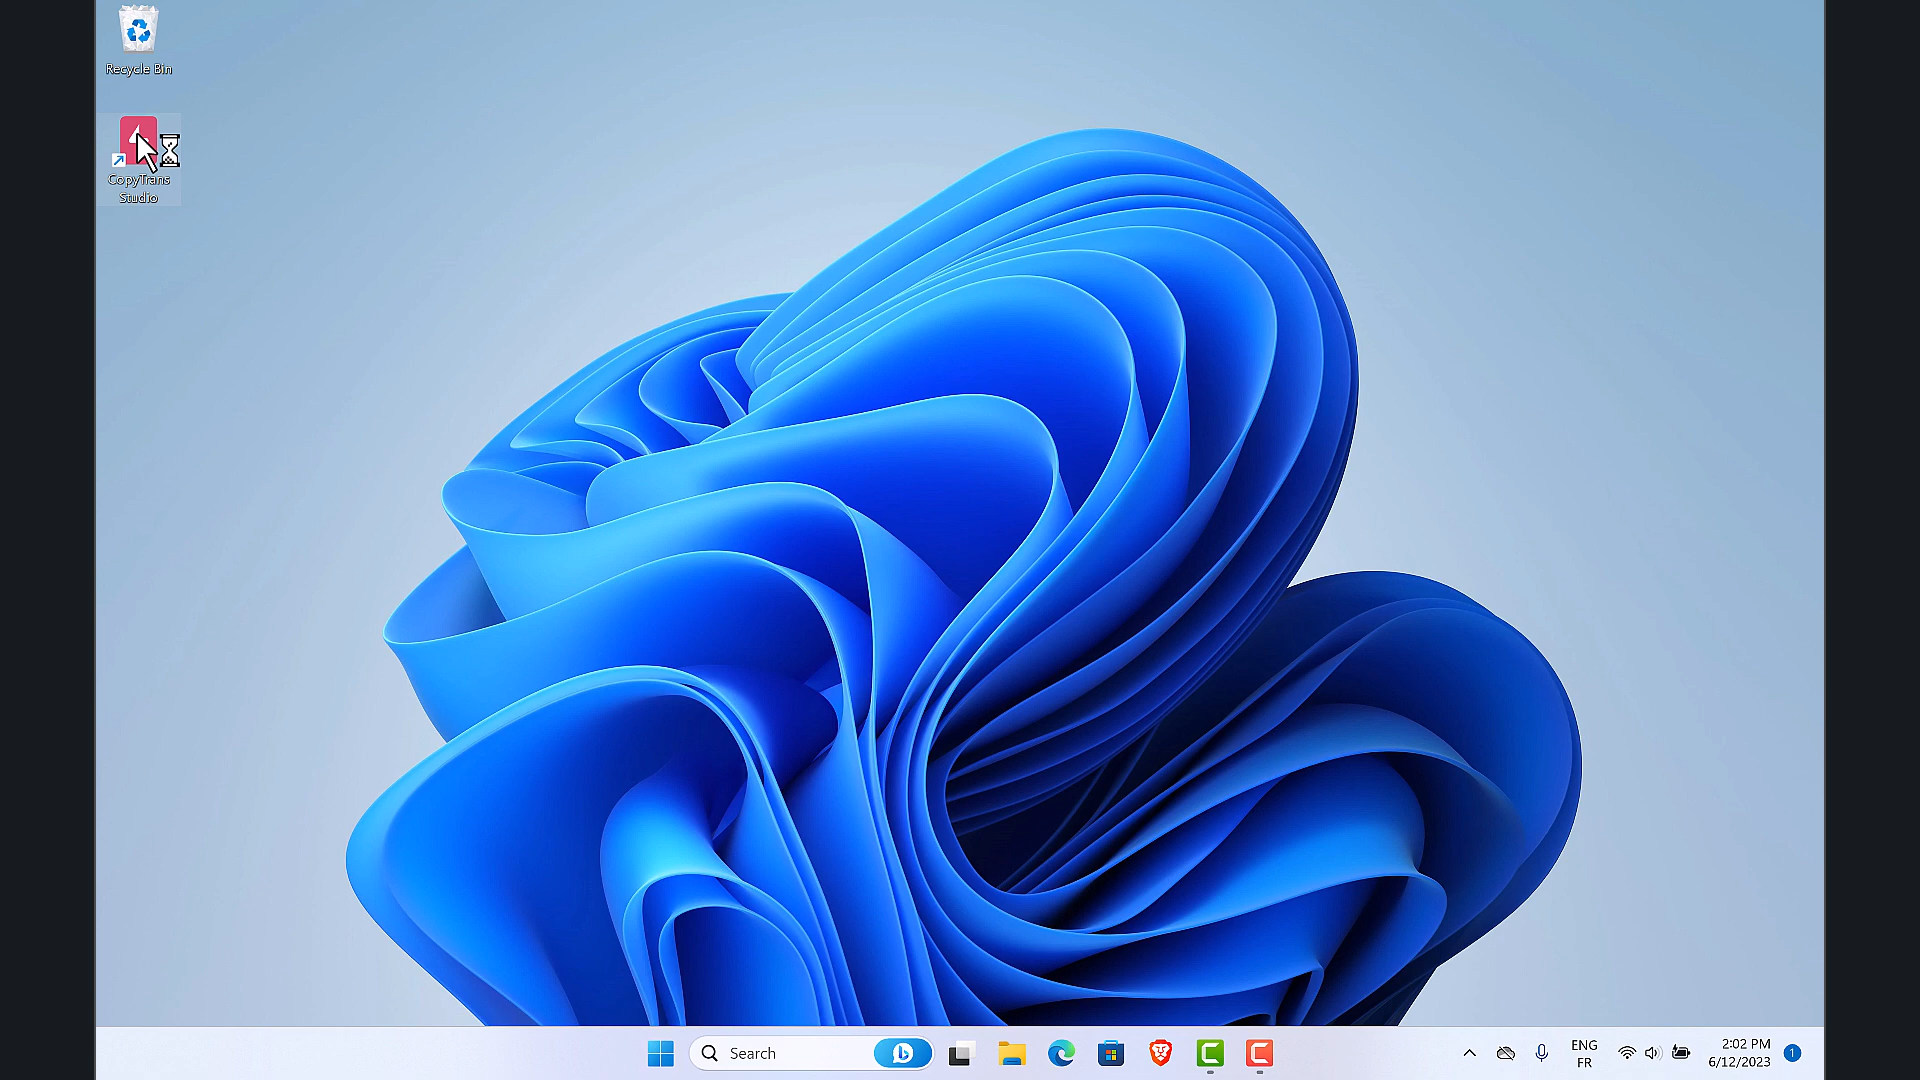 Recycle Bin
CopyTrans
Studio
Search
ENG
FR
2:02 PM
6/12/2023
1